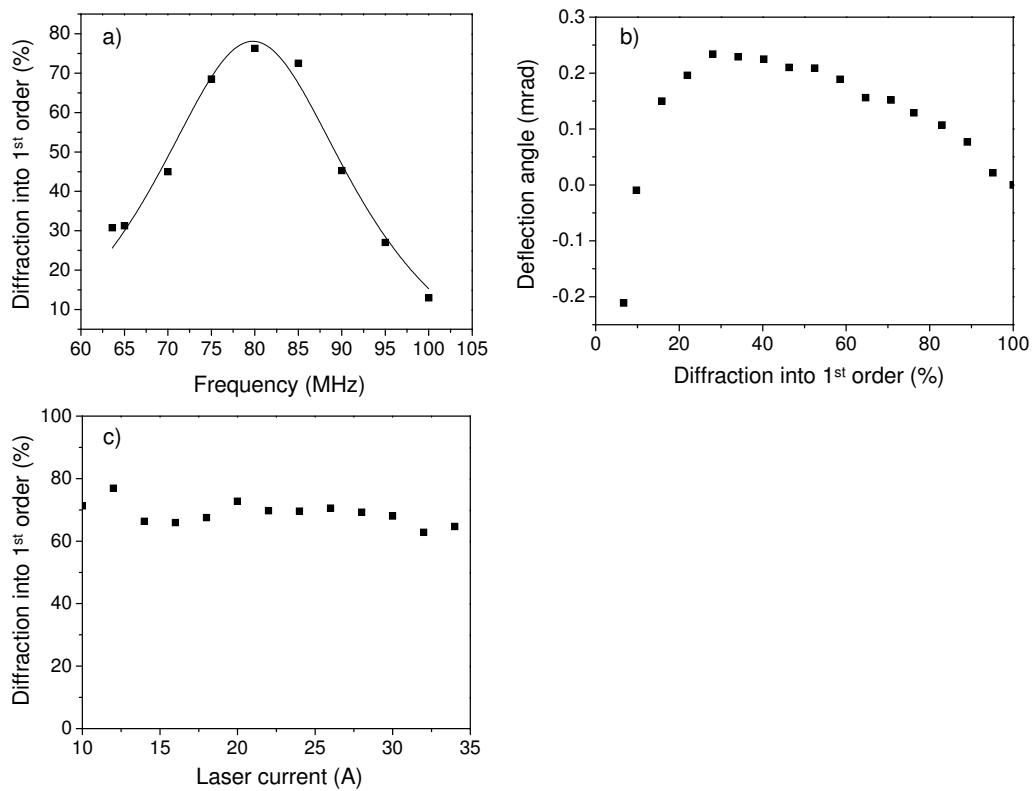 a)
Diffraction into 1st order (%)
80
70
60
50
40
30
20
10
60 65 70 75 80 85 90 95 100 105
Frequency (MHz)
b)
Deflection angle (mrad)
0.3
0.2
0.1
0.0
-0.1
-0.2
0 20 40 60 80 100
Diffraction into 1st order (%)
c)
Diffraction into 1st order (%)
100
80
60
40
20
0
10 15 20 25 30 35
Laser current (A)